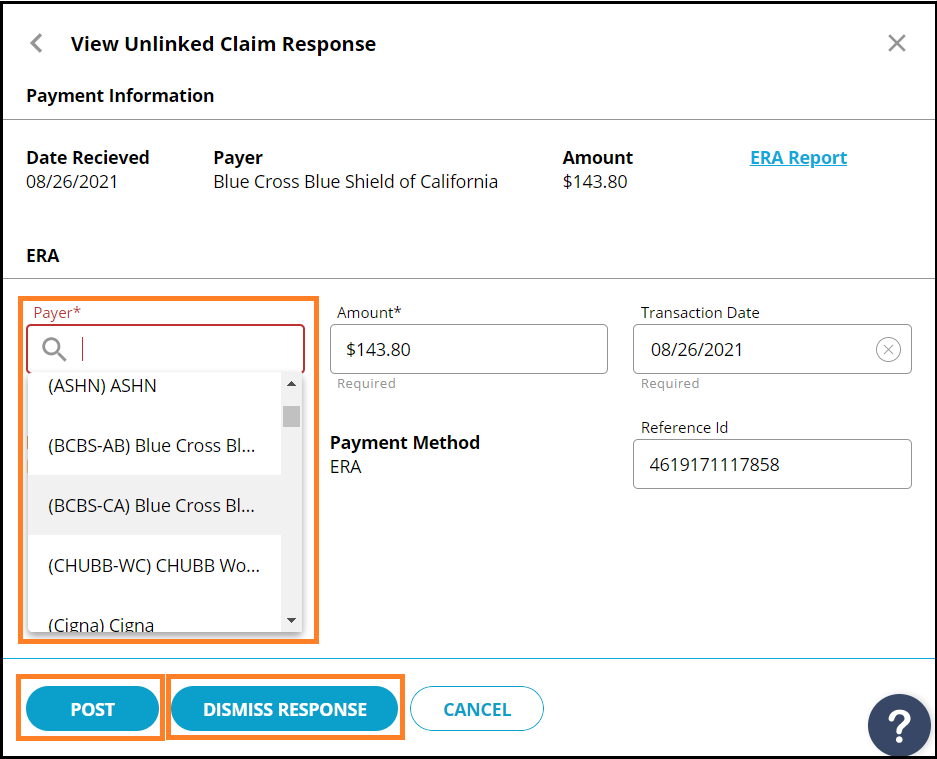 View Unlinked Claim Response
Payment Information
Date Recieved Payer Amount ERA Report
08/26/2021 Blue Cross Blue Shield of California $143.80
ERA
Payer* Amount* Transaction Date
$143.80 08/26/2021
Required Required
(ASHN) ASHN
(BCBS-AB) Blue Cross Bl...
(BCBS-CA) Blue Cross Bl...
(CHUBB-WC) CHUBB Wo...
(Cigna) Cigna
Payment Method
ERA
Reference Id
4619171117858
POST DISMISS RESPONSE CANCEL
?